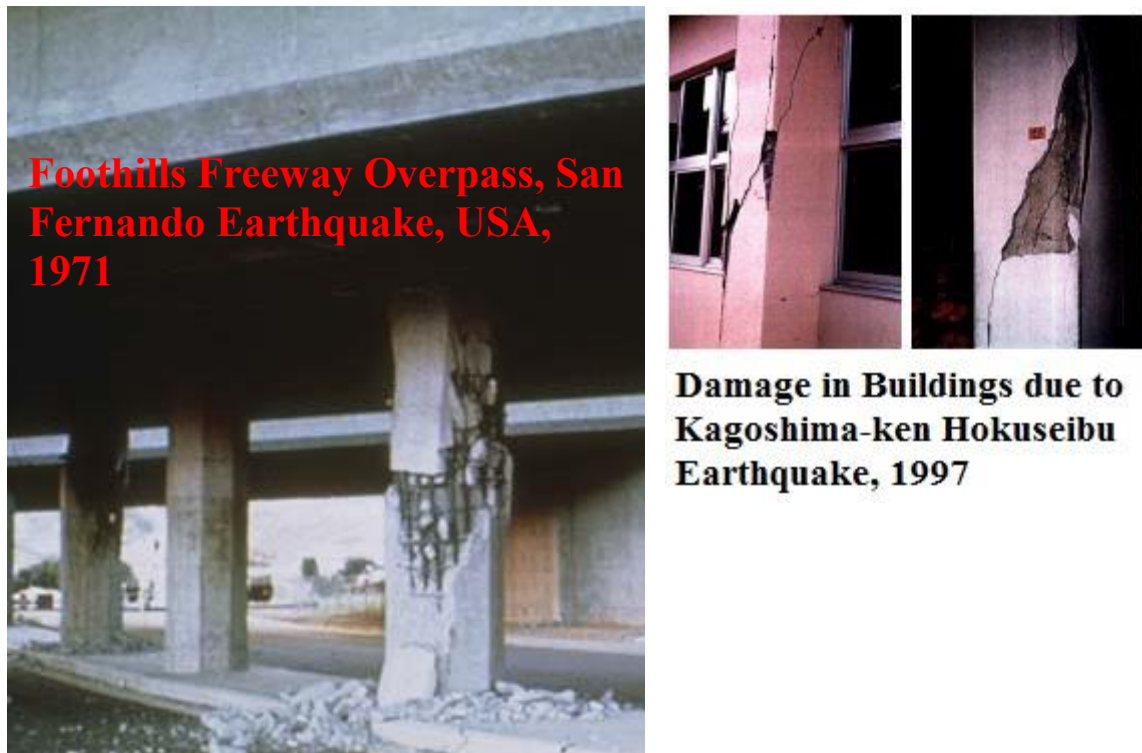 Foothills Freeway Overpass, San
Fernando Earthquake, USA,
1971
Damage in Buildings due to
Kagoshima-ken Hokuseibu
Earthquake, 1997